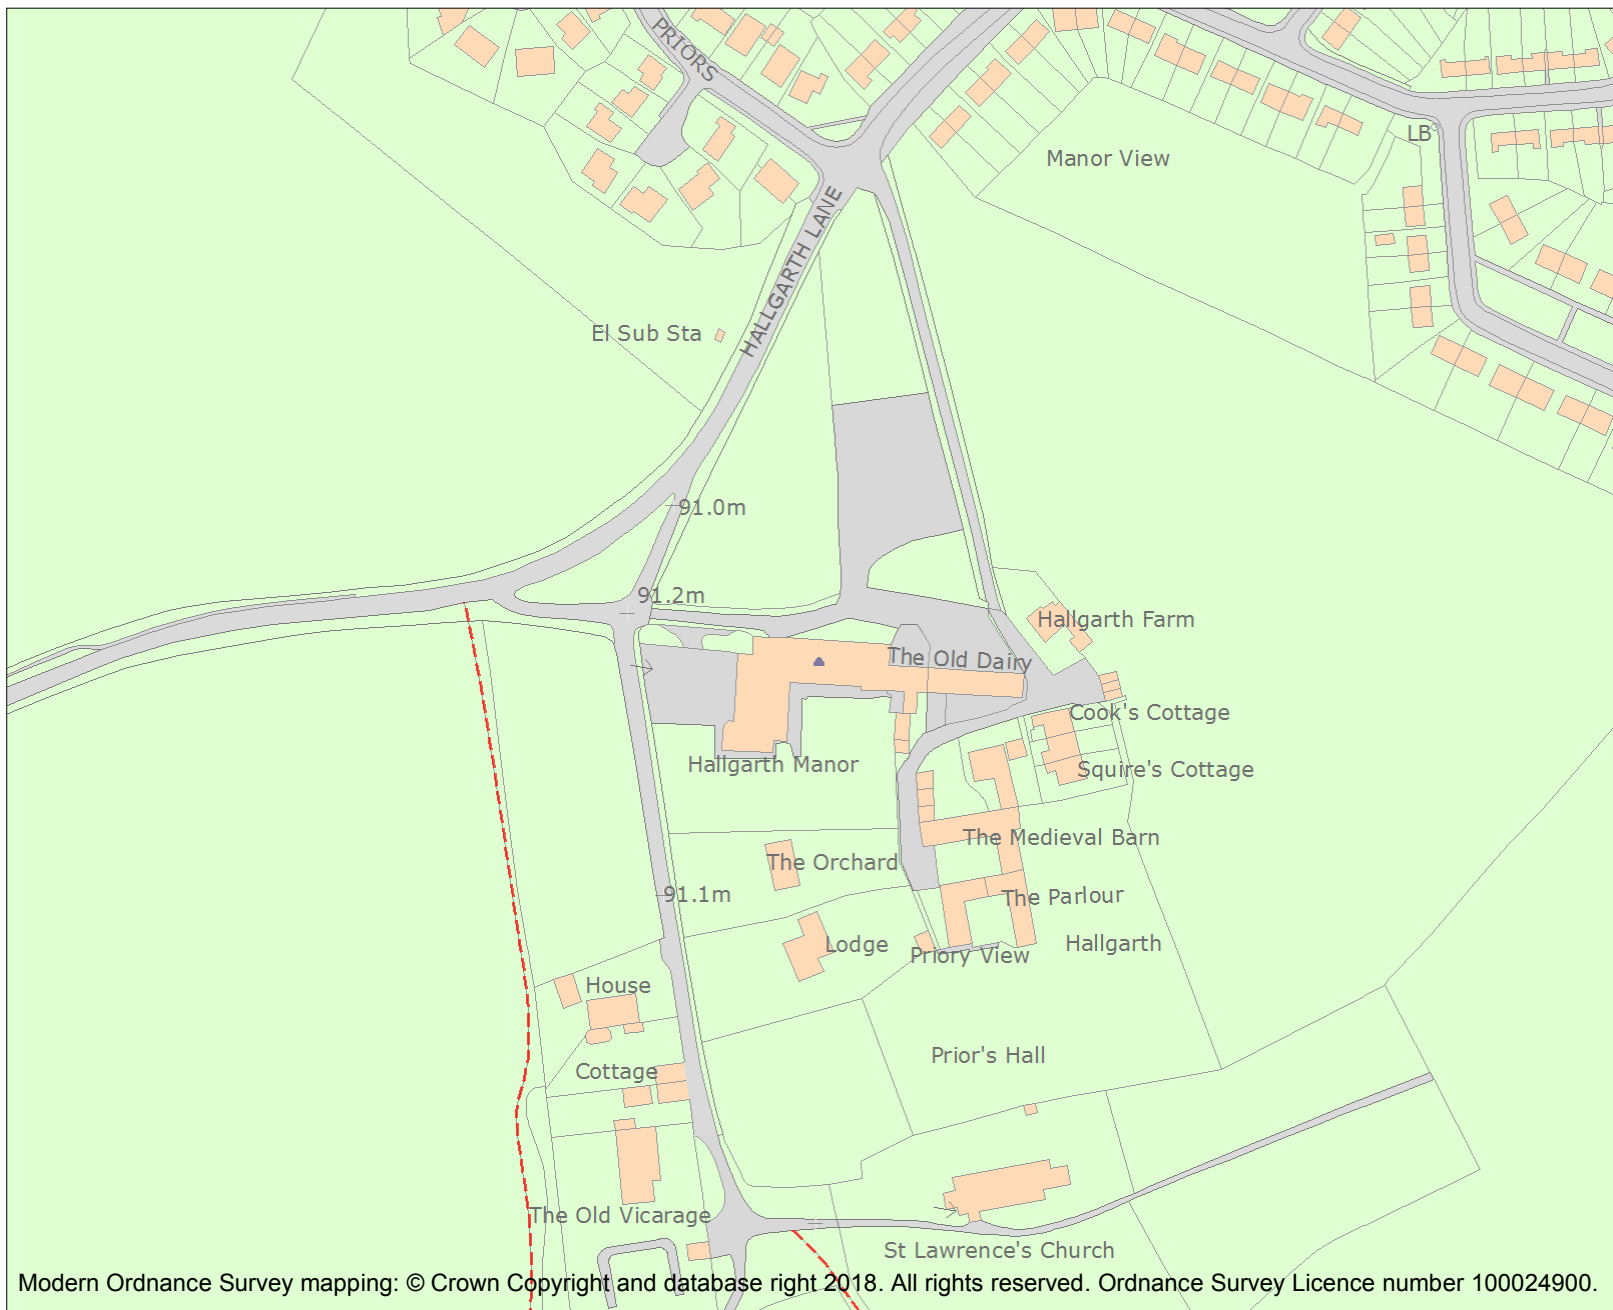 PRIORS
LB
Manor View
HALLGARTH LANE
El Sub Sta
91.0m
91.2m
Hallgarth Farm
The Old Dairy
Cook's Cottage
Hallgarth Manor
Squire's Cottage
The Medieval Barn
The Orchard
91.1m
The Parlour
Lodge
Hallgarth
Priory View
House
Prior's Hall
Cottage
The Old Vicarage
St Lawrence's Church
Modern Ordnance Survey mapping: © Crown Copyright and database right 2018. All rights reserved. Ordnance Survey Licence number 100024900.